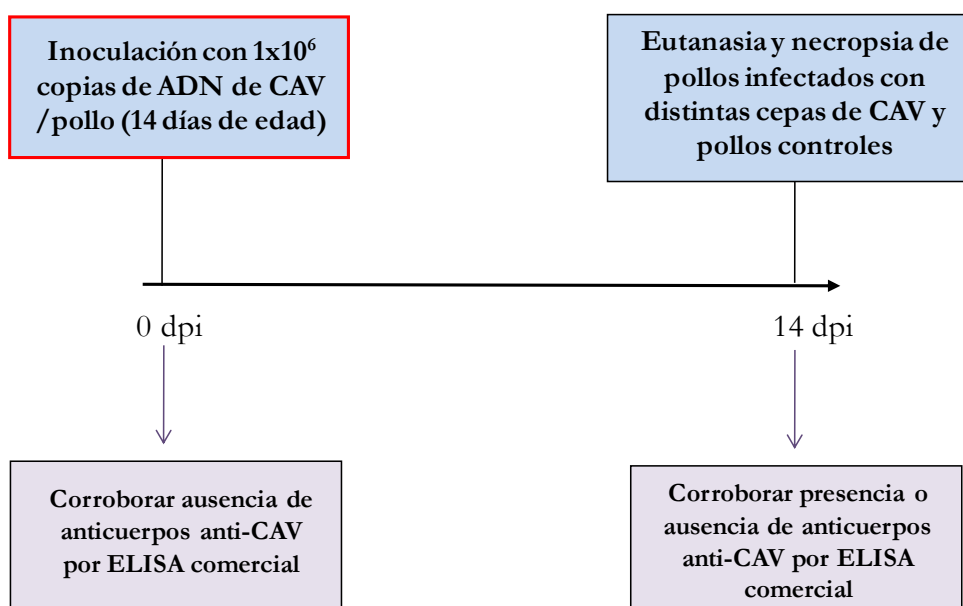 Inoculación con 1x10⁶
copias de ADN de CAV
/pollo (14 días de edad)
Eutanasia y necropsia de
pollos infectados con
distintas cepas de CAV y
pollos controles
0 dpi
14 dpi
Corroborar ausencia de
anticuerpos anti-CAV
por ELISA comercial
Corroborar presencia o
ausencia de anticuerpos
anti-CAV por ELISA
comercial